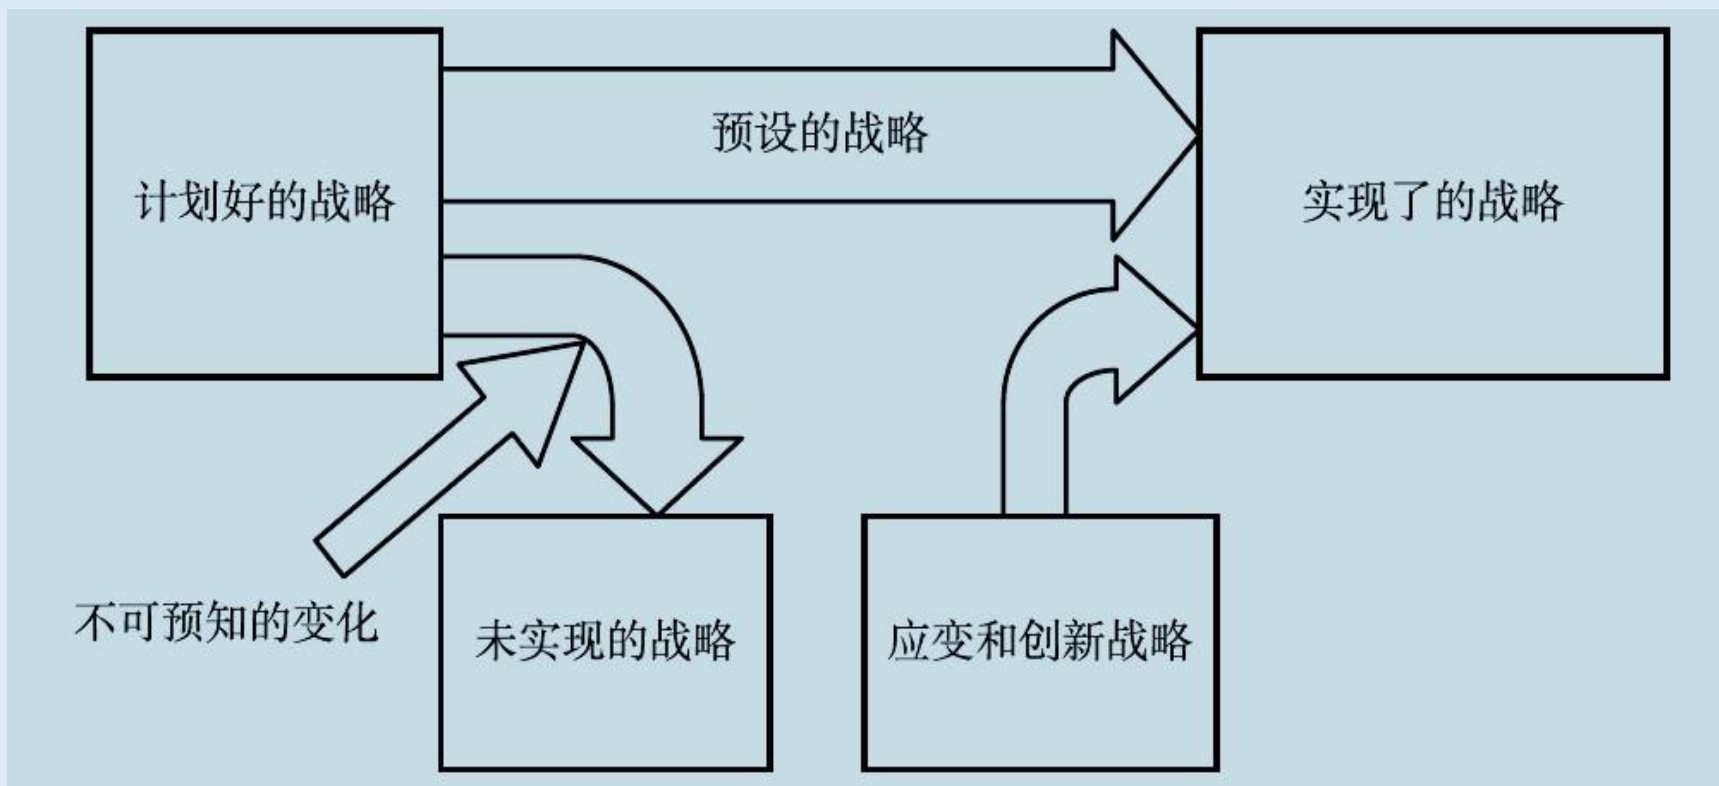 预设的战略
计划好的战略
实现了的战略
不可预知的变化
未实现的战略
应变和创新战略